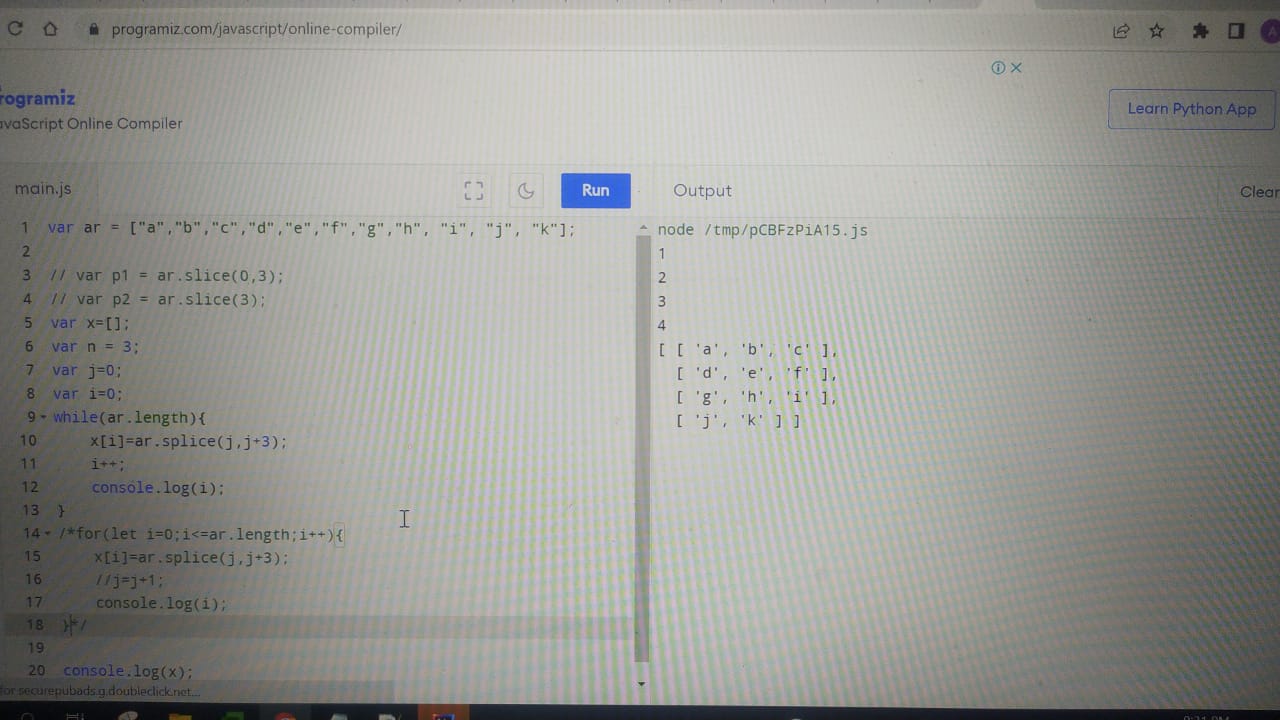 programiz.com/javascript/online-compiler/
rogramiz
avaScript Online Compiler
Learn Python App
main.js
Run
Output
Clear
1 var ar = ["a","b","c","d","e","f","g","h", "i", "j", "k"];
2
3 // var p1 = ar.slice(0,3);
4 // var p2 = ar.slice(3);
5 var x=[];
6 var n = 3;
7 var j=0;
8 var i=0;
9 while(ar.length){
10 x[i]=ar.splice(j,j+3);
11 i++;
12 console.log(i);
13 }
14 /*for(let i=0;i<=ar.length;i++){
15 x[i]=ar.splice(j,j+3);
16 //j=j+1;
17 console.log(i);
18 }*/
19
20 console.log(x);
node /tmp/pCBFzPiA15.js
1
2
3
4
[ [ 'a', 'b', 'c' ],
[ 'd', 'e', 'f' ],
[ 'g', 'h', 'i' ],
[ 'j', 'k' ] ]
for securepubads.g.doubleclick.net...